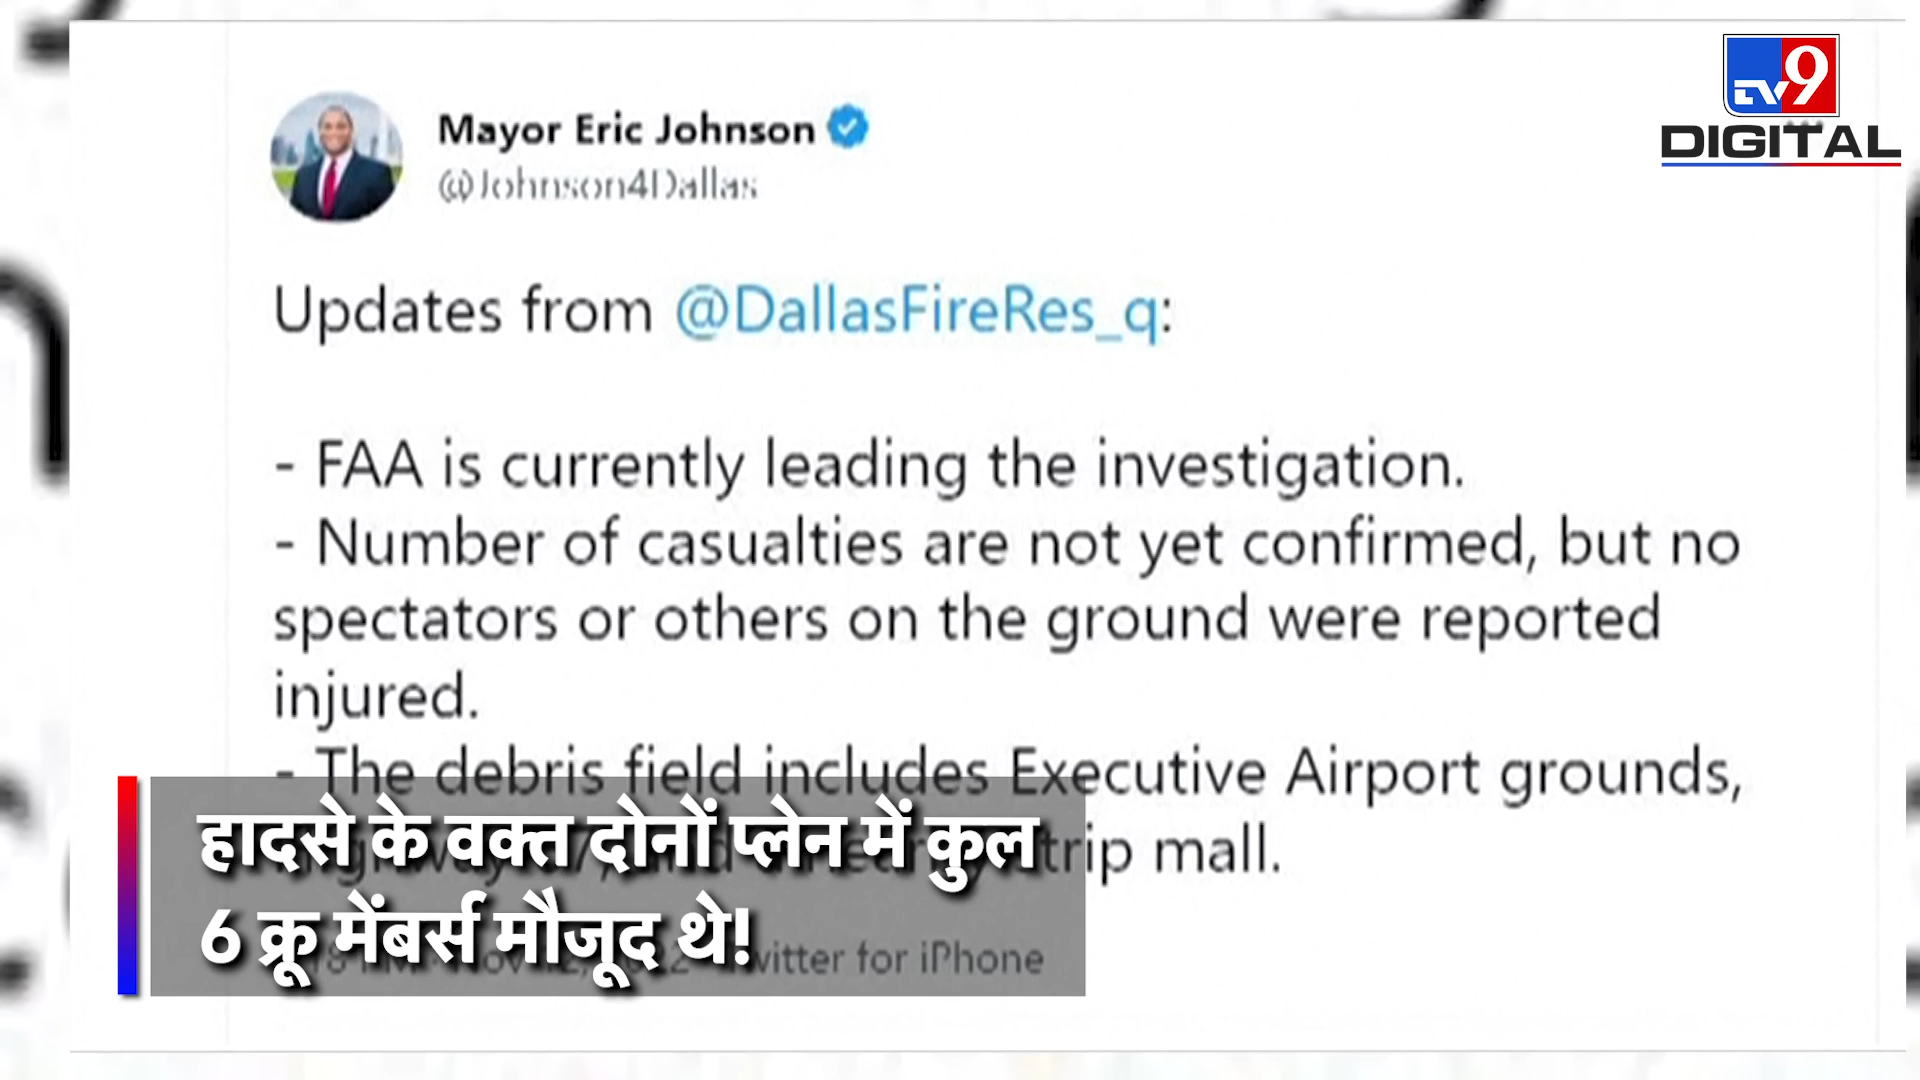 TV9
DIGITAL
Mayor Eric Johnson
@Johnson4Dallas
Updates from @DallasFireRes_q:
- FAA is currently leading the investigation.
- Number of casualties are not yet confirmed, but no
spectators or others on the ground were reported
injured.
- The debris field includes Executive Airport grounds,
strip mall.
Twitter for iPhone
हादसे के वक्त दोनों प्लेन में कुल
6 क्रू मेंबर्स मौजूद थे!